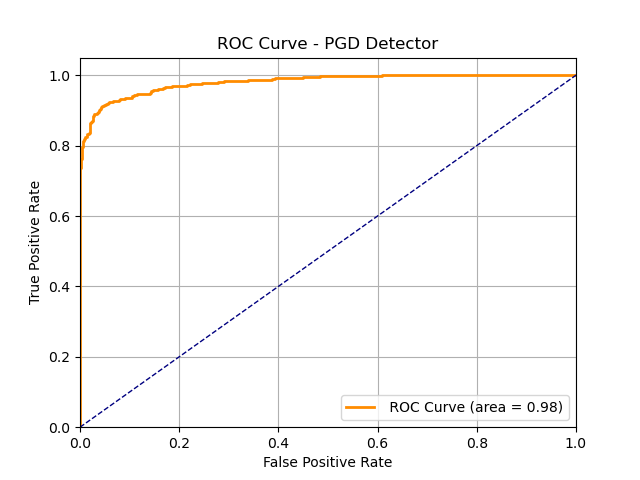 ROC Curve - PGD Detector
True Positive Rate
1.0
0.8
0.6
0.4
0.2
0.0
0.0 0.2 0.4 0.6 0.8 1.0
False Positive Rate
ROC Curve (area = 0.98)